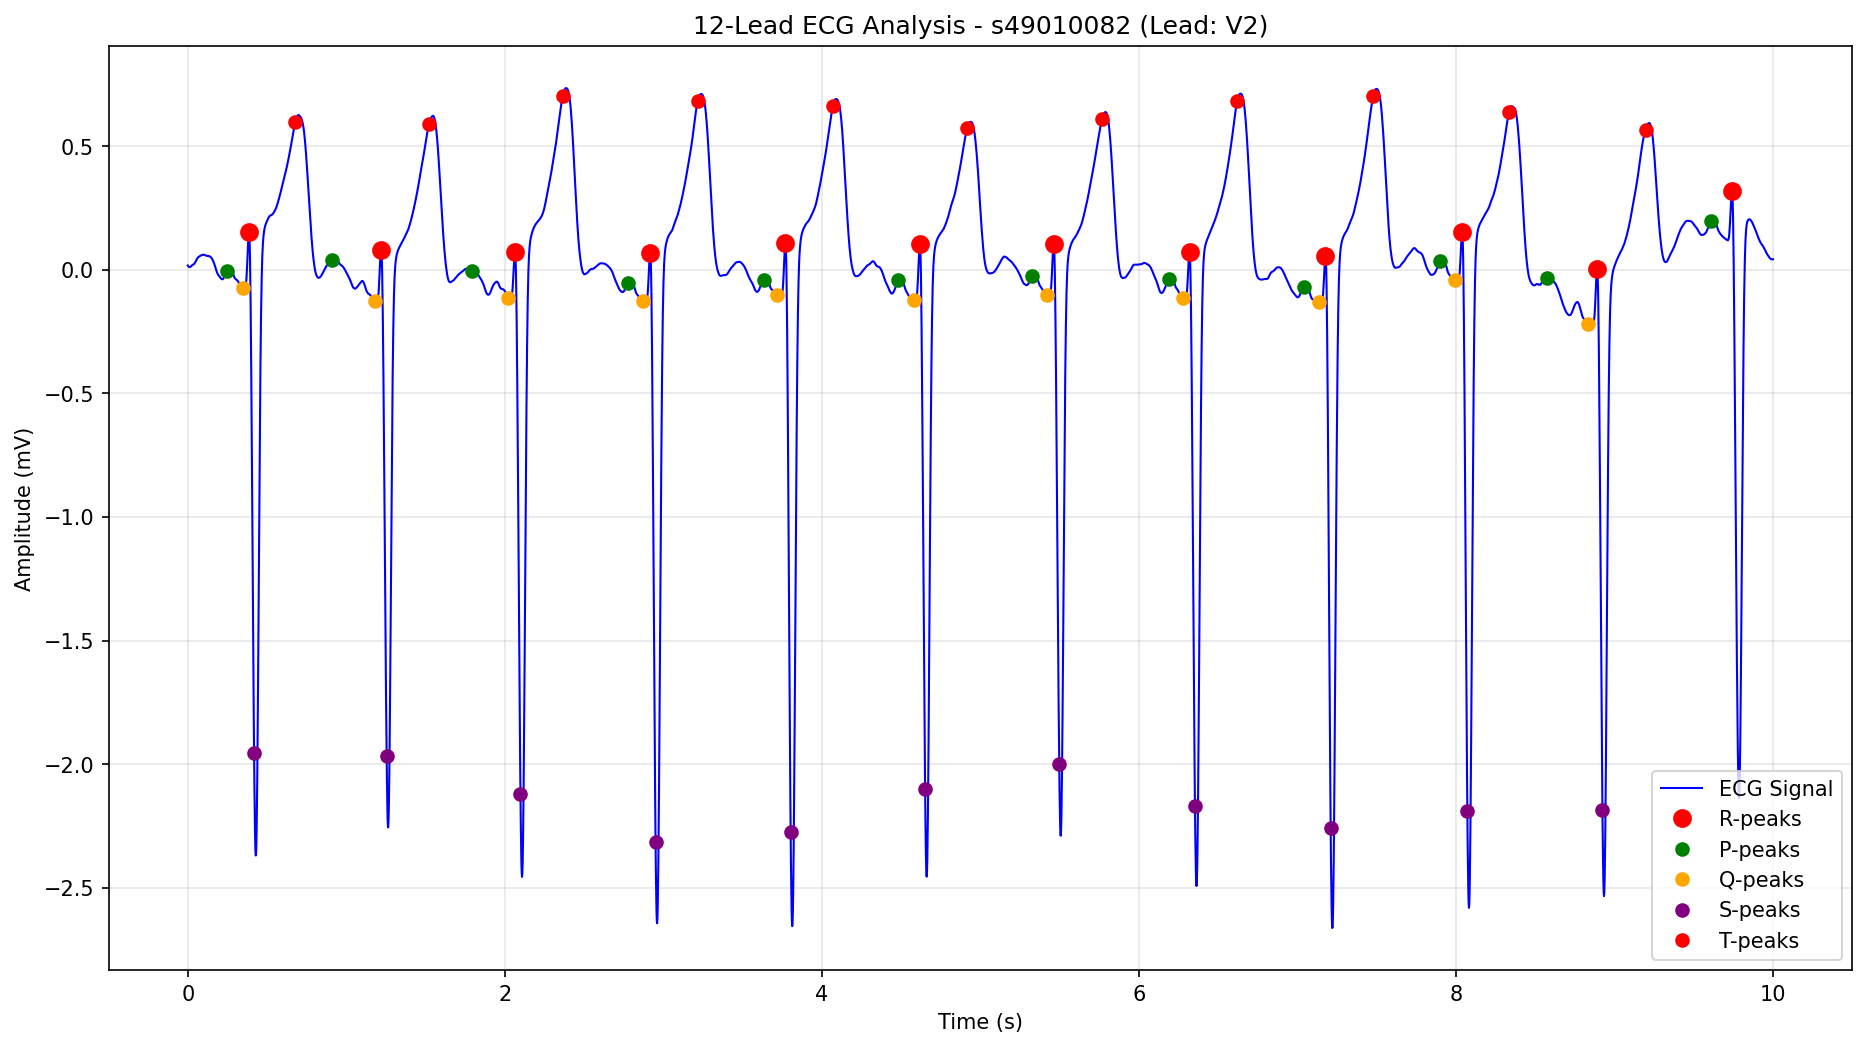 12-Lead ECG Analysis - s49010082 (Lead: V2)
Amplitude (mV)
0.5
0.0
−0.5
−1.0
−1.5
−2.0
−2.5
ECG Signal
R-peaks
P-peaks
Q-peaks
S-peaks
T-peaks
0 2 4 6 8 10
Time (s)